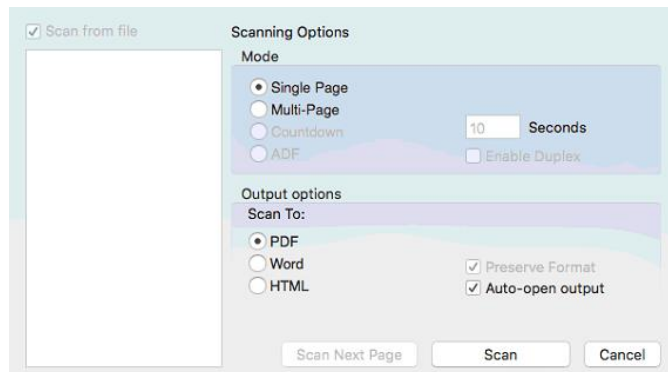 Scan from file
Scanning Options
Mode
Single Page
Multi-Page
Countdown
10 Seconds
ADF
Enable Duplex
Output options
Scan To:
PDF
Word
Preserve Format
HTML
Auto-open output
Scan Next Page
Scan
Cancel